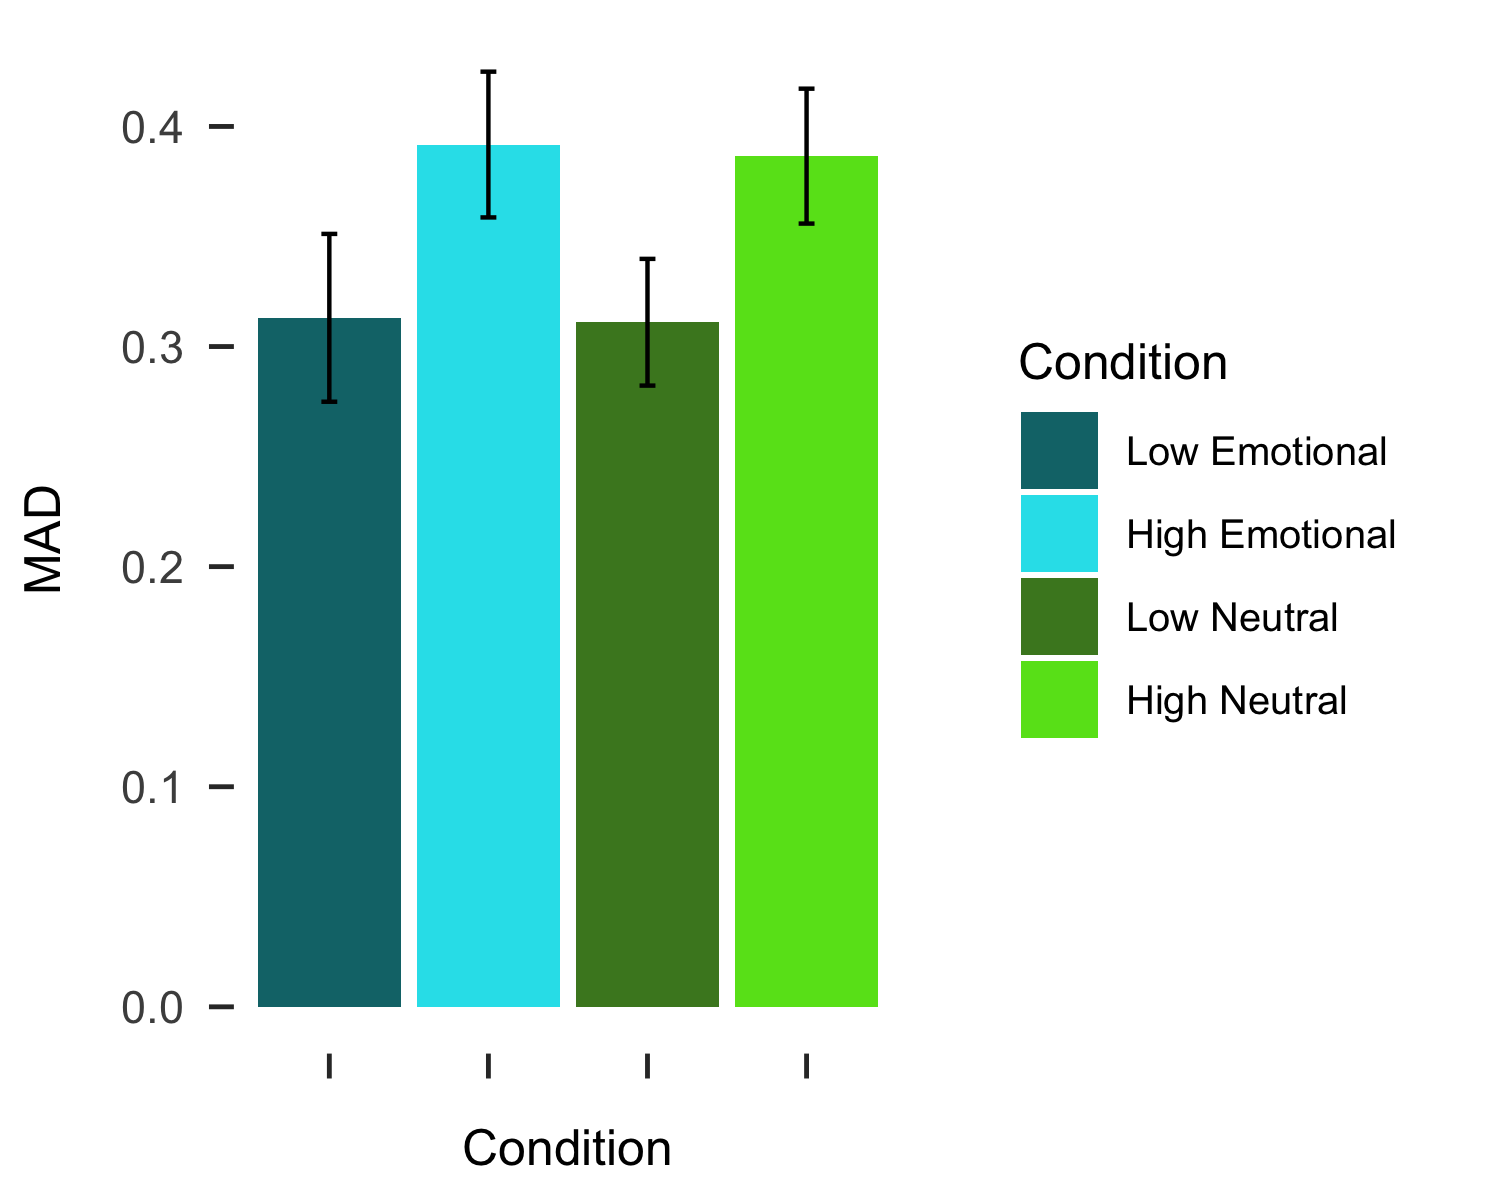 MAD
0.4
0.3
0.2
0.1
0.0
Condition
Condition
Low Emotional
High Emotional
Low Neutral
High Neutral